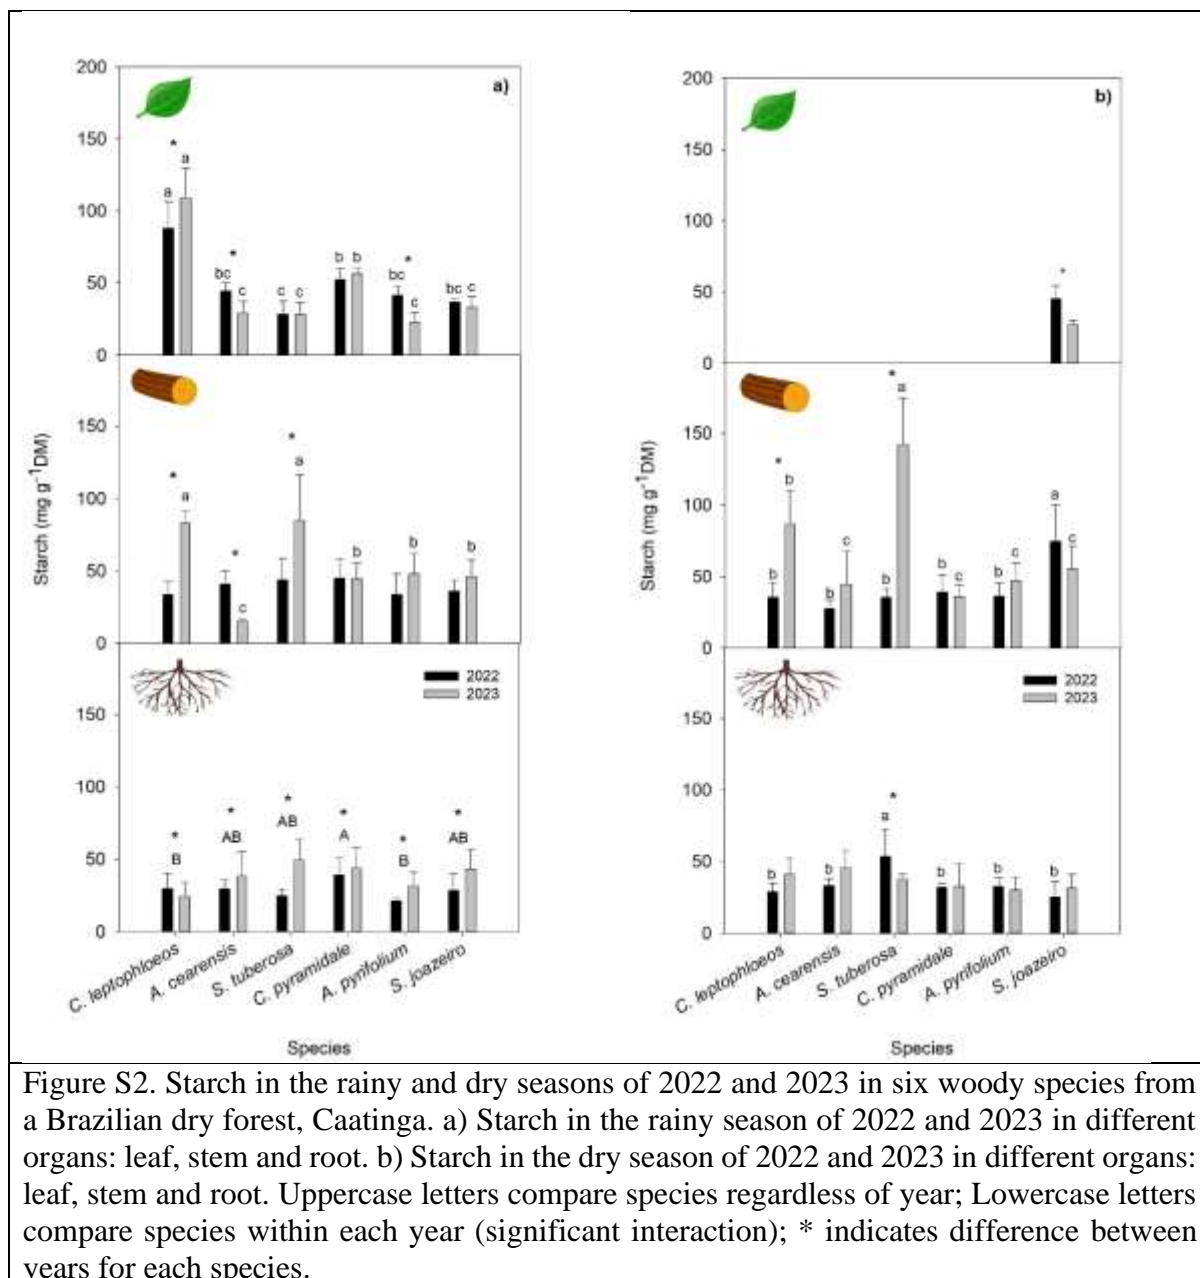 200
a)
150
* a
a
100
*
b b *
50
bc bc
c c c c bc c
0
150
*
* a
100
a
*
50
b b b
c
0
2022
2023
150
100
* * * *
* AB AB A * AB
50
B B
0
C. leptophloeos
A. cearensis
S. tuberosa
C. pyramidale
A. pyrifolium
S. joazeiro
Species
Starch (mg g⁻¹DM)
200
b)
150
100
50
*
0
* a
150
*
b a
100
c
c c
50
b b b b c b
0
2022
2023
150
100
*
a
50
b b b b b
0
C. leptophloeos
A. cearensis
S. tuberosa
C. pyramidale
A. pyrifolium
S. joazeiro
Species
Starch (mg g⁻¹DM)
Figure S2. Starch in the rainy and dry seasons of 2022 and 2023 in six woody species from
a Brazilian dry forest, Caatinga. a) Starch in the rainy season of 2022 and 2023 in different
organs: leaf, stem and root. b) Starch in the dry season of 2022 and 2023 in different organs:
leaf, stem and root. Uppercase letters compare species regardless of year; Lowercase letters
compare species within each year (significant interaction); * indicates difference between
years for each species.